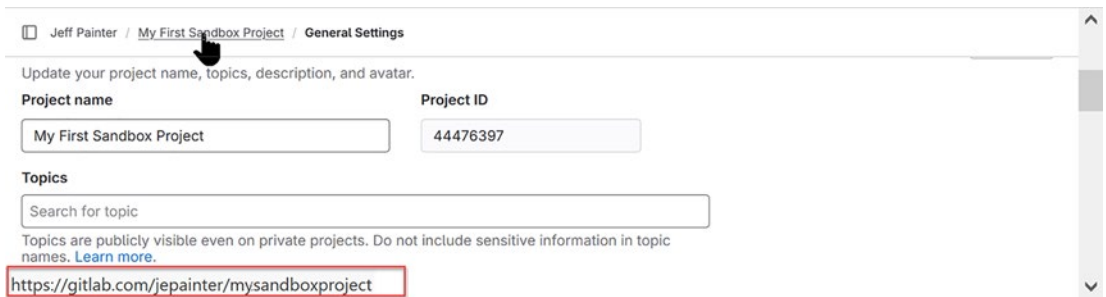 Jeff Painter / My First Sandbox Project / General Settings
Update your project name, topics, description, and avatar.
Project name Project ID
My First Sandbox Project 44476397
Topics
Search for topic
Topics are publicly visible even on private projects. Do not include sensitive information in topic
names. Learn more.
https://gitlab.com/jepainter/mysandboxproject